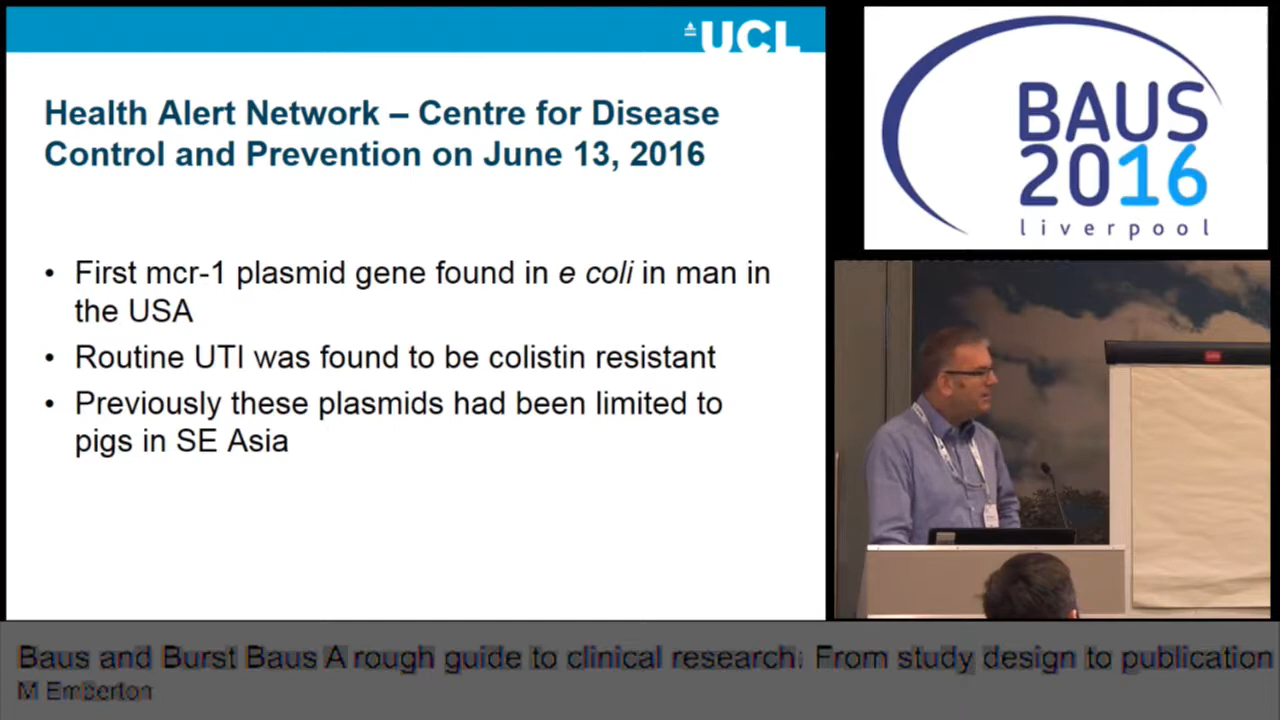 UCL
Health Alert Network – Centre for Disease
Control and Prevention on June 13, 2016
• First mcr-1 plasmid gene found in e coli in man in
the USA
• Routine UTI was found to be colistin resistant
• Previously these plasmids had been limited to
pigs in SE Asia
BAUS
2016
liverpool
Baus and Burst Baus A rough guide to clinical research: From study design to publication
M Emberton